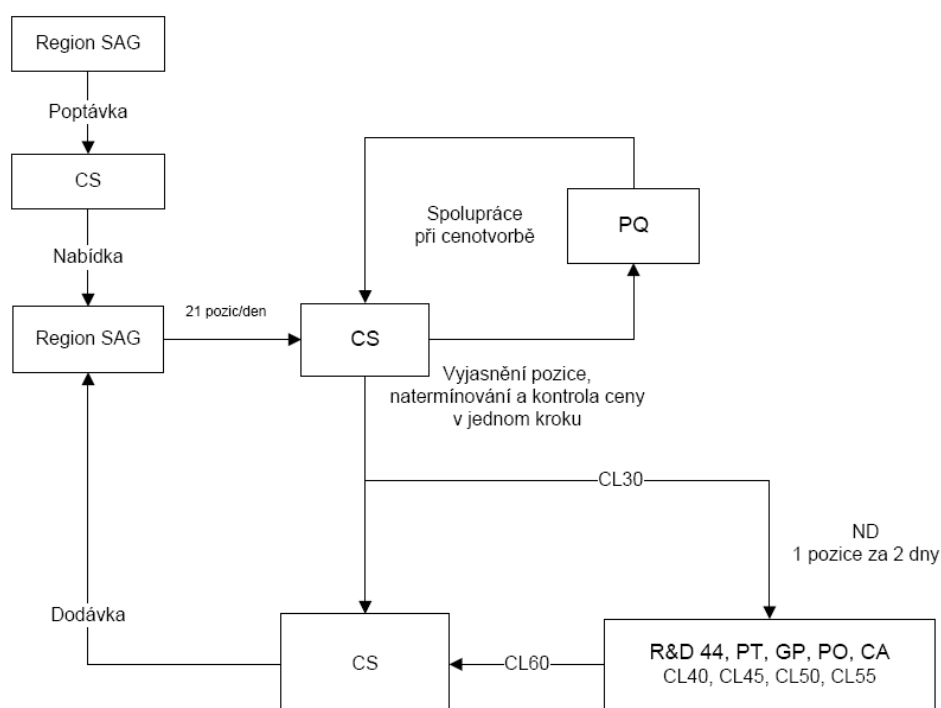 Region SAG
Poptávka
CS
Nabídka
Region SAG
21 pozic/den
CS
Spolupráce
při cenotvorbě
PQ
Vyjasnění pozice,
natermínování a kontrola ceny
v jednom kroku
CL30
ND
1 pozice za 2 dny
Dodávka
CS
CL60
R&D 44, PT, GP, PO, CA
CL40, CL45, CL50, CL55